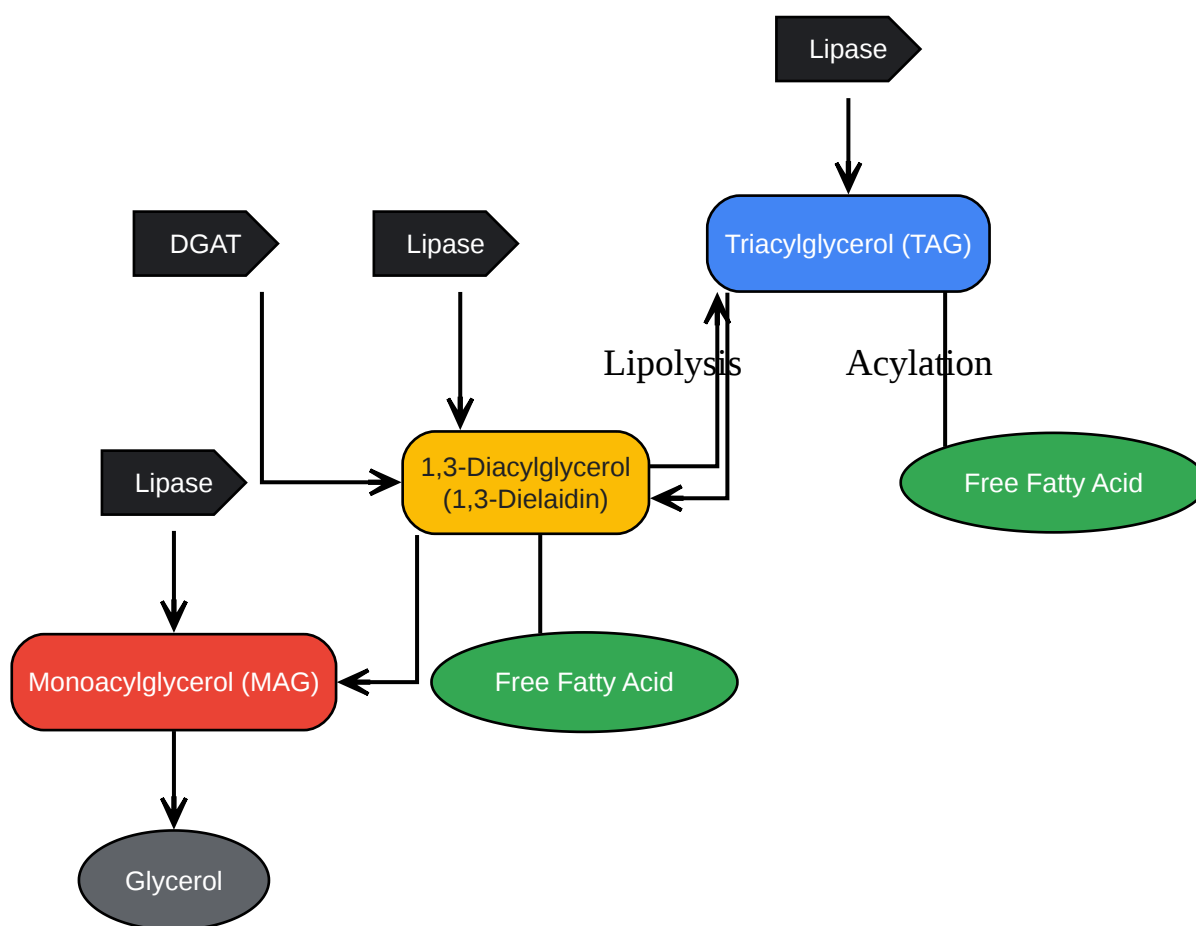 Lipase
DGAT
Lipase
Triacylglycerol (TAG)
Lipolysis
Acylation
1,3-Diacylglycerol
(1,3-Dielaidin)
Lipase
Free Fatty Acid
Monoacylglycerol (MAG)
Free Fatty Acid
Glycerol